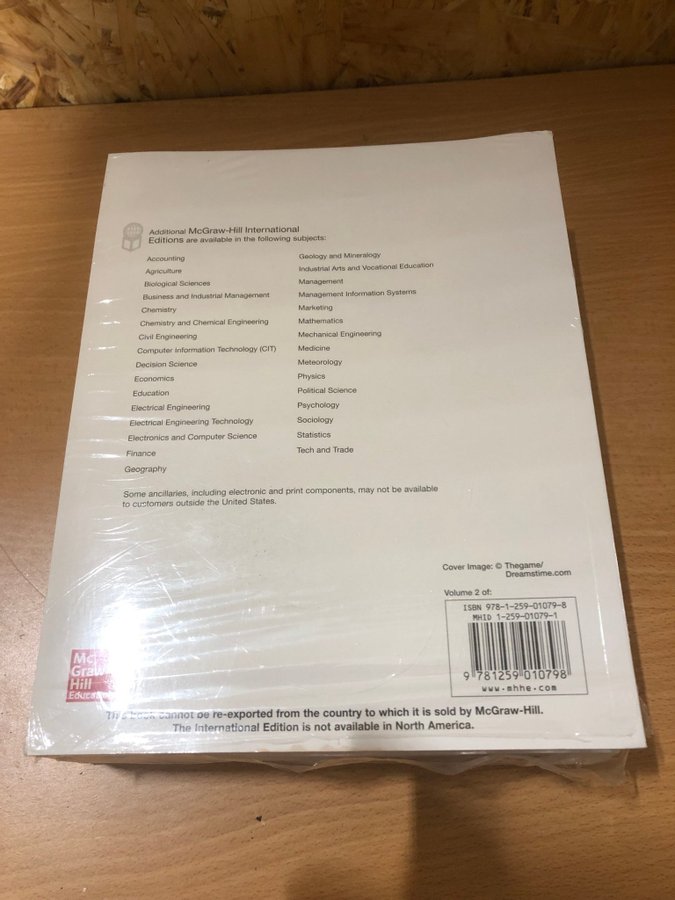 Additional McGraw-Hill International
Editions are available in the following subjects:
Accounting
Agriculture
Biological Sciences
Business and Industrial Management
Chemistry
Chemistry and Chemical Engineering
Civil Engineering
Computer Information Technology (CIT)
Decision Science
Economics
Education
Electrical Engineering
Electrical Engineering Technology
Electronics and Computer Science
Finance
Geography
Geology and Mineralogy
Industrial Arts and Vocational Education
Management
Management Information Systems
Marketing
Mathematics
Mechanical Engineering
Medicine
Meteorology
Physics
Political Science
Psychology
Sociology
Statistics
Tech and Trade
Some ancillaries, including electronic and print components, may not be available
to customers outside the United States.
Cover Image: © Thegame/
Dreamstime.com
Volume 2 of:
ISBN 978-1-259-01079-8
MHID 1-259-01079-1
9 781259 010798
www.mhhe.com
Mc
Graw
Hill
Education
This book cannot be re-exported from the country to which it is sold by McGraw-Hill.
The International Edition is not available in North America.